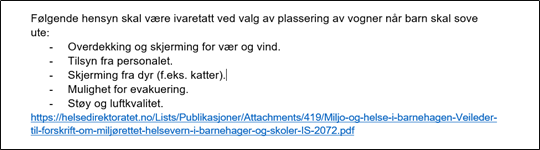 Følgende hensyn skal være ivaretatt ved valg av plassering av vogner når barn skal sove
ute:
- Overdekking og skjerming for vær og vind.
- Tilsyn fra personalet.
- Skjerming fra dyr (f.eks. katter).
- Mulighet for evakuering.
- Støy og luftkvalitet.
https://helsedirektoratet.no/Lists/Publikasjoner/Attachments/419/Miljo-og-helse-i-barnehagen-Veileder-
til-forskrift-om-miljørettet-helsevern-i-barnehager-og-skoler-IS-2072.pdf